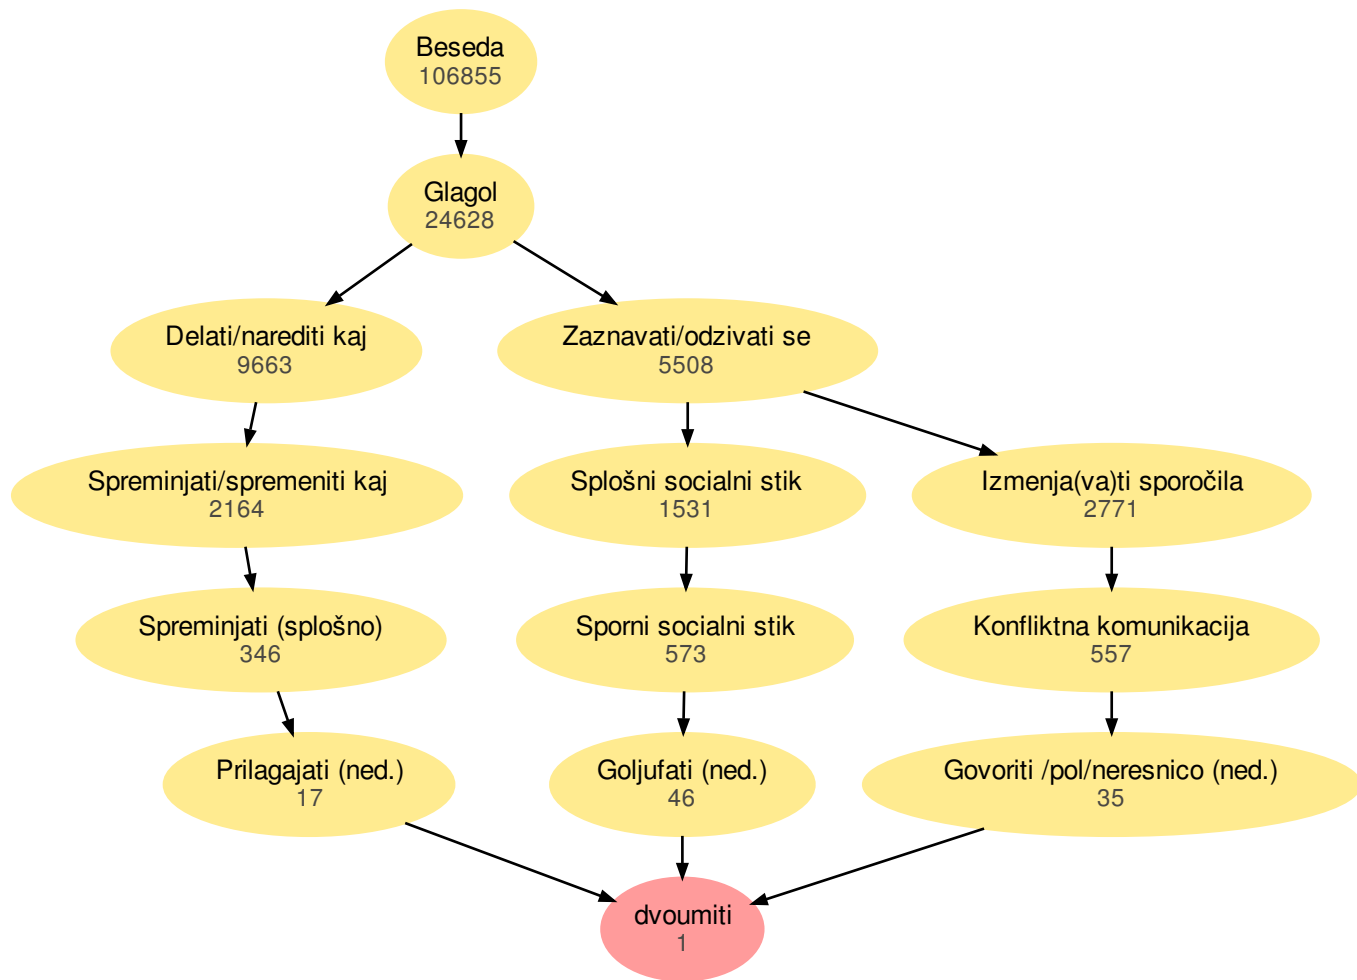 Beseda
106855
Glagol
24628
Delati/narediti kaj
9663
Zaznavati/odzivati se
5508
Spreminjati/spremeniti kaj
2164
Splošni socialni stik
1531
Izmenja(va)ti sporočila
2771
Spreminjati (splošno)
346
Sporni socialni stik
573
Konfliktna komunikacija
557
Prilagajati (ned.)
17
Goljufati (ned.)
46
Govoriti /pol/neresnico (ned.)
35
dvoumiti
1